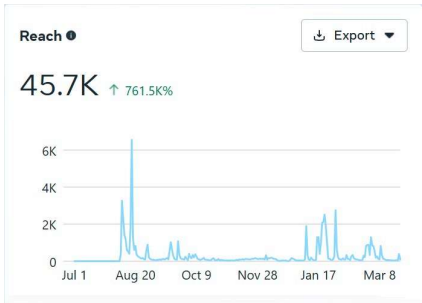 Reach
Export
45.7K ↑ 761.5K%
6K
4K
2K
0
Jul 1 Aug 20 Oct 9 Nov 28 Jan 17 Mar 8